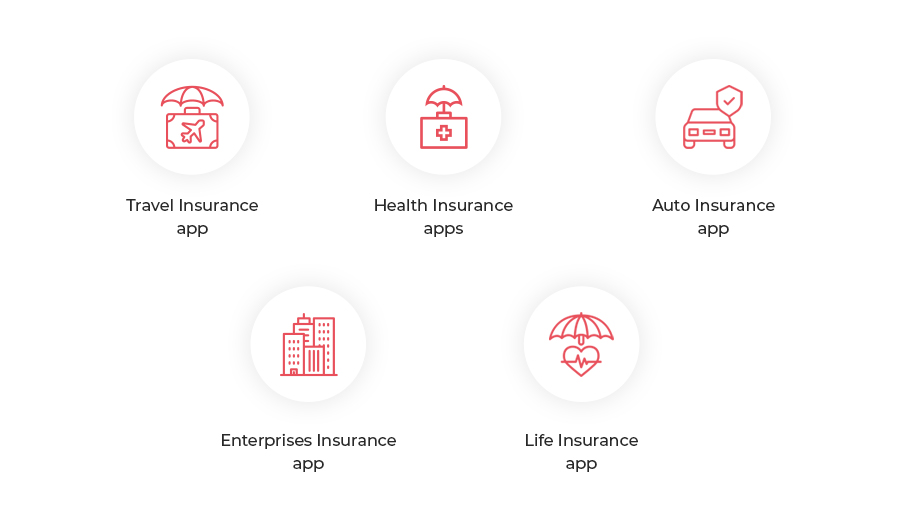 Travel Insurance
app
Health Insurance
apps
Auto Insurance
app
Enterprises Insurance
app
Life Insurance
app